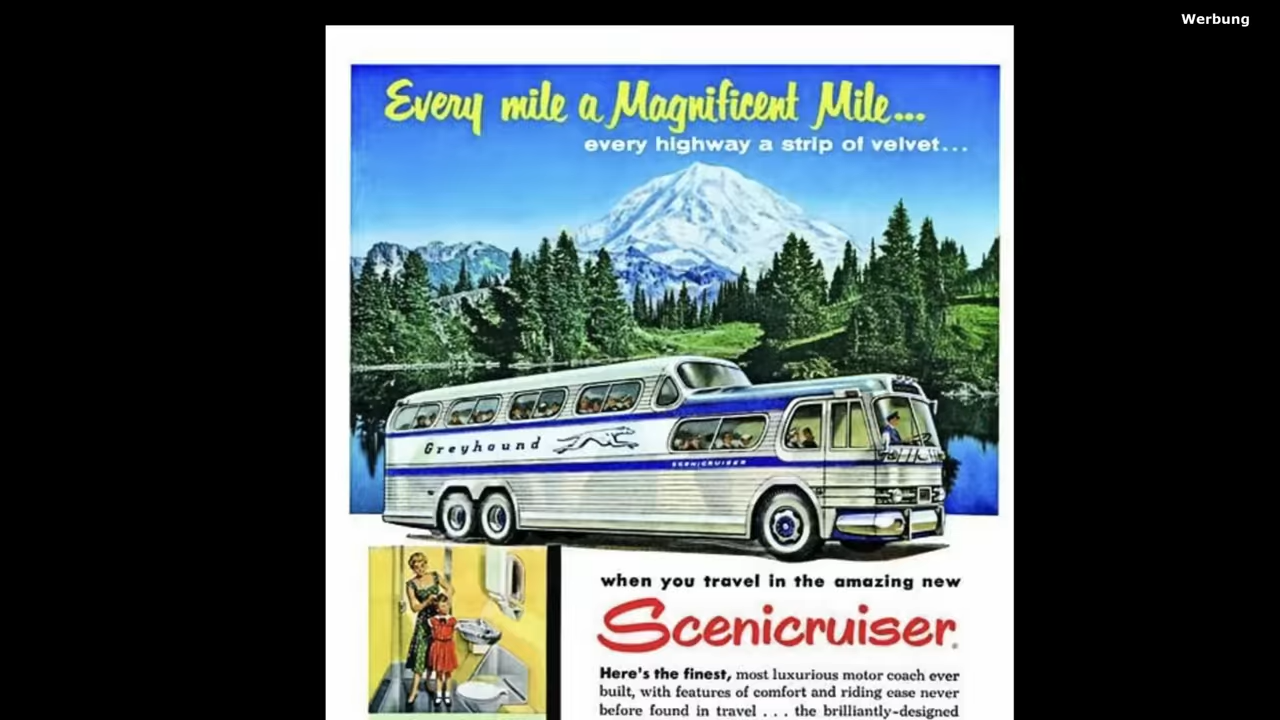 Werbung
Every mile a Magnificent Mile...
every highway a strip of velvet...
Greyhound
SCENICRUISER
when you travel in the amazing new
Scenicruiser®
Here's the finest, most luxurious motor coach ever
built, with features of comfort and riding ease never
before found in travel . . . the brilliantly-designed